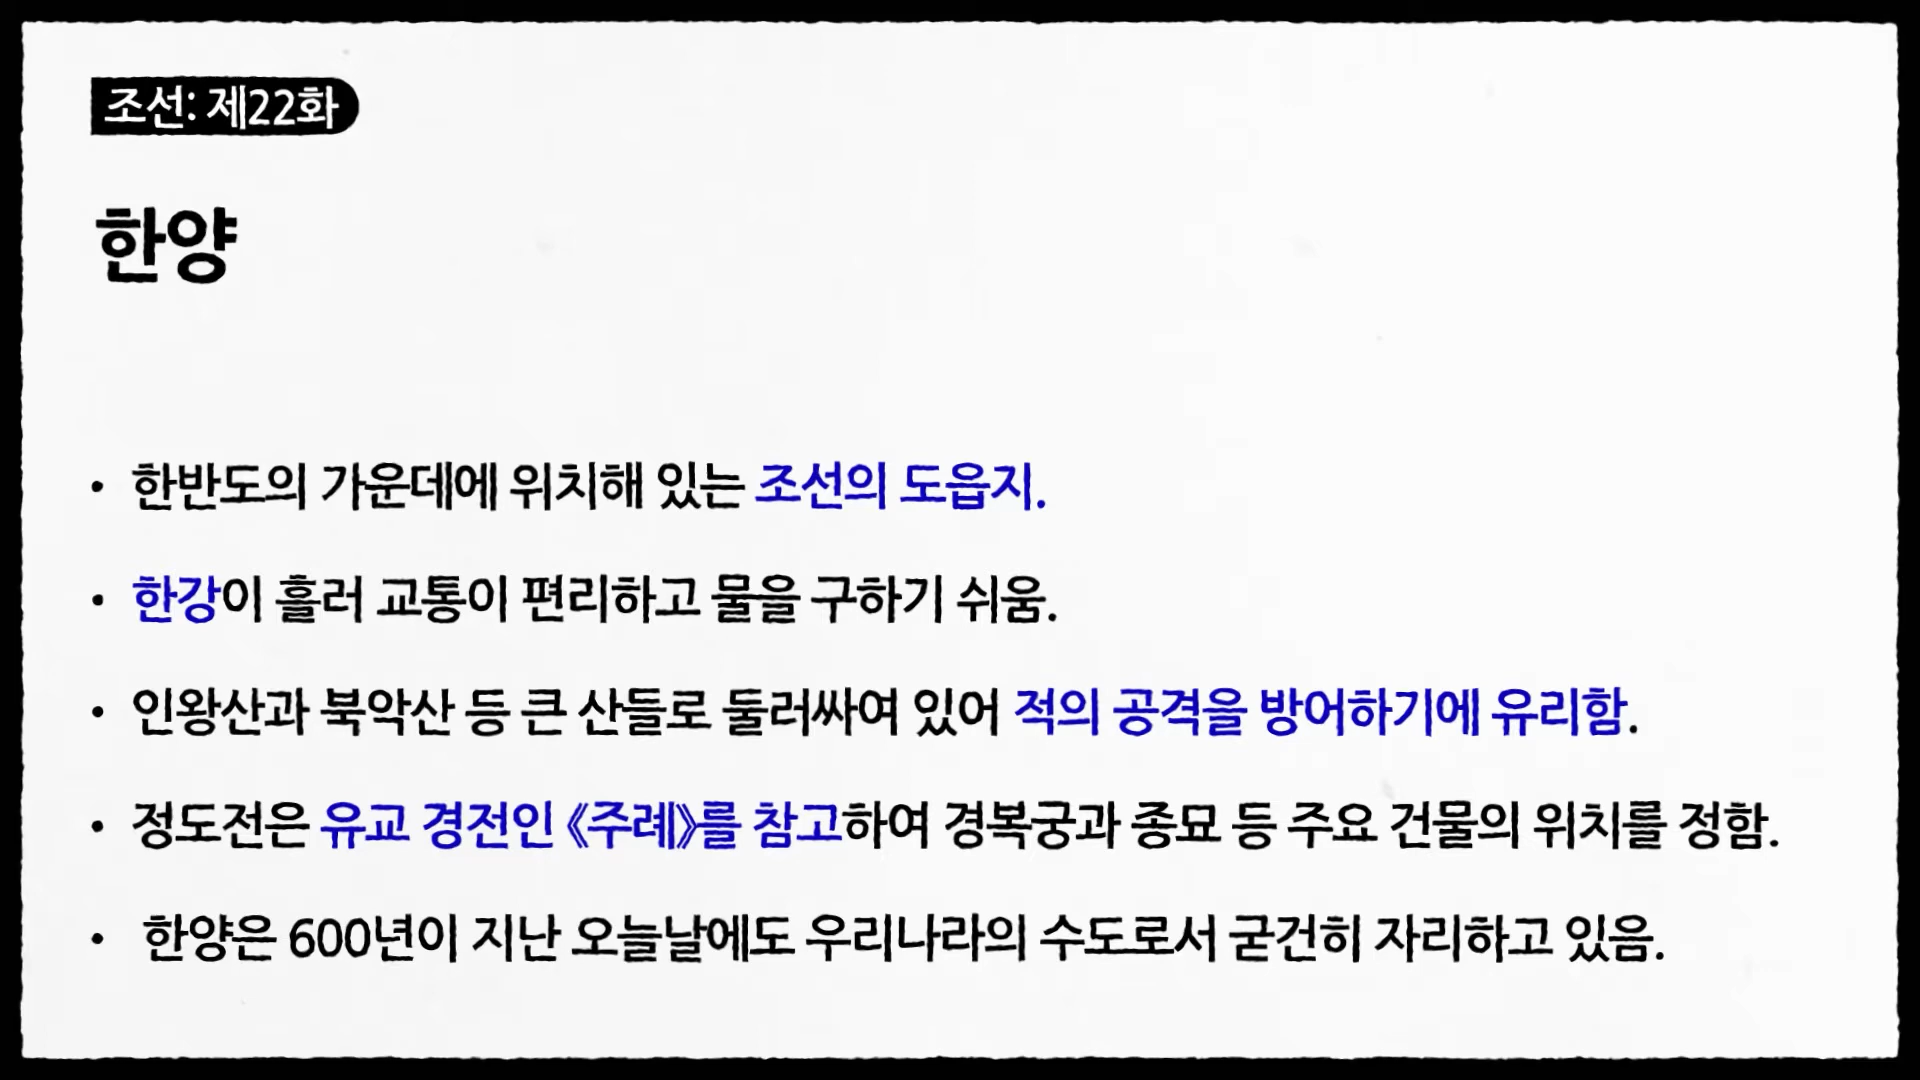 조선: 제22화
한양
• 한반도의 가운데에 위치해 있는 조선의 도읍지.
• 한강이 흘러 교통이 편리하고 물을 구하기 쉬움.
• 인왕산과 북악산 등 큰 산들로 둘러싸여 있어 적의 공격을 방어하기에 유리함.
• 정도전은 유교 경전인 《주례》를 참고하여 경복궁과 종묘 등 주요 건물의 위치를 정함.
• 한양은 600년이 지난 오늘날에도 우리나라의 수도로서 굳건히 자리하고 있음.